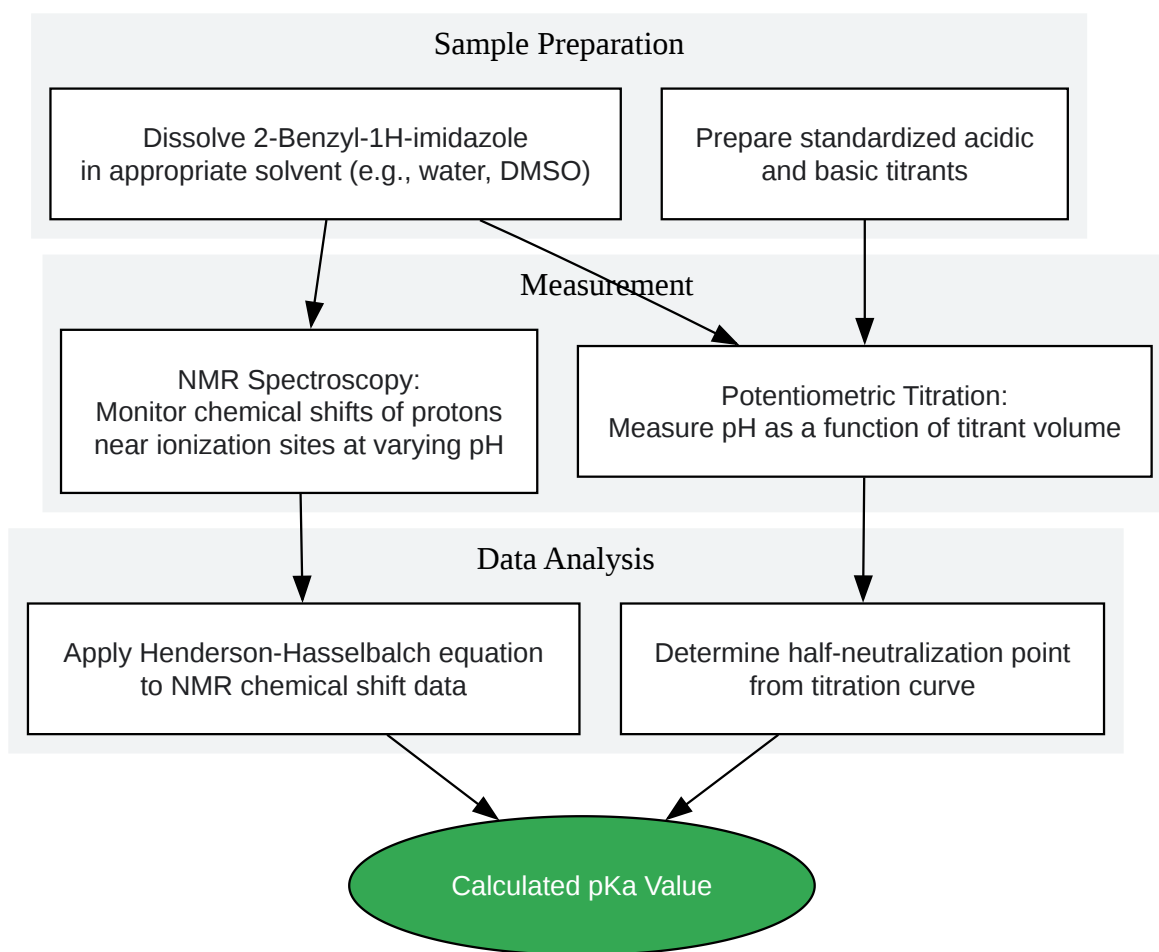 Sample Preparation
Dissolve 2-Benzyl-1H-imidazole
in appropriate solvent (e.g., water, DMSO)
Prepare standardized acidic
and basic titrants
Measurement
NMR Spectroscopy:
Monitor chemical shifts of protons
near ionization sites at varying pH
Potentiometric Titration:
Measure pH as a function of titrant volume
Data Analysis
Apply Henderson-Hasselbalch equation
to NMR chemical shift data
Determine half-neutralization point
from titration curve
Calculated pKa Value